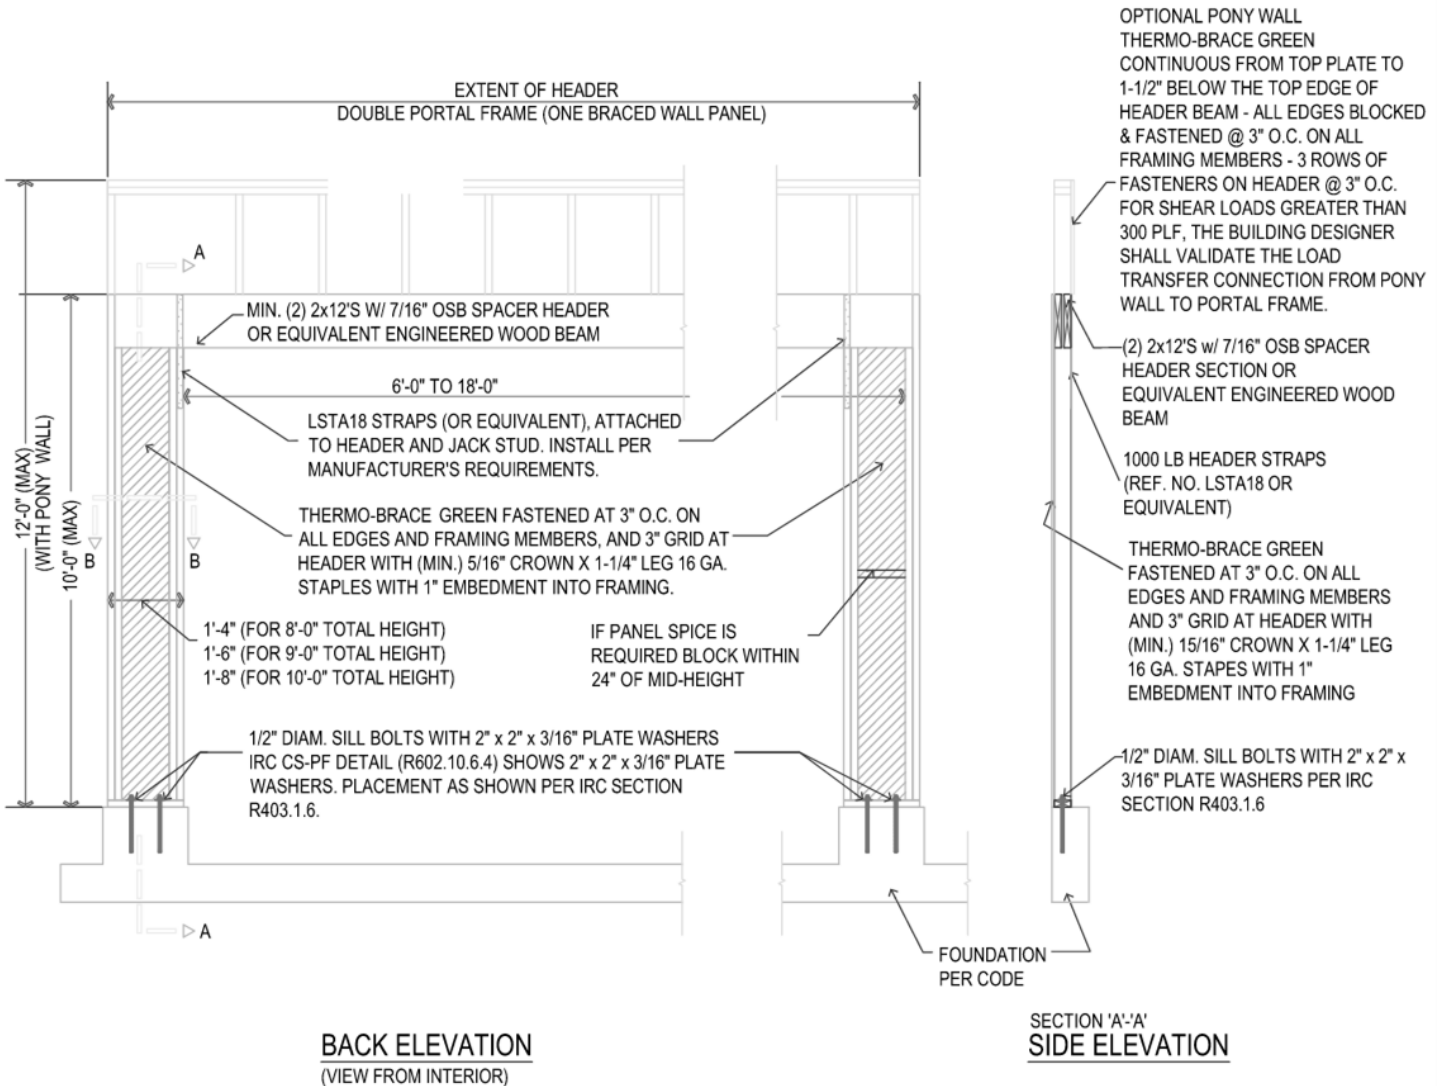 OPTIONAL PONY WALL
THERMO-BRACE GREEN
CONTINUOUS FROM TOP PLATE TO
1-1/2" BELOW THE TOP EDGE OF
HEADER BEAM - ALL EDGES BLOCKED
& FASTENED @ 3" O.C. ON ALL
FRAMING MEMBERS - 3 ROWS OF
FASTENERS ON HEADER @ 3" O.C.
FOR SHEAR LOADS GREATER THAN
300 PLF, THE BUILDING DESIGNER
SHALL VALIDATE THE LOAD
TRANSFER CONNECTION FROM PONY
WALL TO PORTAL FRAME.
EXTENT OF HEADER
DOUBLE PORTAL FRAME (ONE BRACED WALL PANEL)
A
MIN. (2) 2x12'S W/ 7/16" OSB SPACER HEADER
OR EQUIVALENT ENGINEERED WOOD BEAM
6'-0" TO 18'-0"
LSTA18 STRAPS (OR EQUIVALENT), ATTACHED
TO HEADER AND JACK STUD. INSTALL PER
MANUFACTURER'S REQUIREMENTS.
12'-0" (MAX)
(WITH PONY WALL)
10'-0" (MAX)
B
B
THERMO-BRACE GREEN FASTENED AT 3" O.C. ON
ALL EDGES AND FRAMING MEMBERS, AND 3" GRID AT
HEADER WITH (MIN.) 5/16" CROWN X 1-1/4" LEG 16 GA.
STAPLES WITH 1" EMBEDMENT INTO FRAMING.
1'-4" (FOR 8'-0" TOTAL HEIGHT)
1'-6" (FOR 9'-0" TOTAL HEIGHT)
1'-8" (FOR 10'-0" TOTAL HEIGHT)
IF PANEL SPICE IS
REQUIRED BLOCK WITHIN
24" OF MID-HEIGHT
1/2" DIAM. SILL BOLTS WITH 2" x 2" x 3/16" PLATE WASHERS
IRC CS-PF DETAIL (R602.10.6.4) SHOWS 2" x 2" x 3/16" PLATE
WASHERS. PLACEMENT AS SHOWN PER IRC SECTION
R403.1.6.
A
(2) 2x12'S w/ 7/16" OSB SPACER
HEADER SECTION OR
EQUIVALENT ENGINEERED WOOD
BEAM
1000 LB HEADER STRAPS
(REF. NO. LSTA18 OR
EQUIVALENT)
THERMO-BRACE GREEN
FASTENED AT 3" O.C. ON ALL
EDGES AND FRAMING MEMBERS
AND 3" GRID AT HEADER WITH
(MIN.) 15/16" CROWN X 1-1/4" LEG
16 GA. STAPES WITH 1"
EMBEDMENT INTO FRAMING
1/2" DIAM. SILL BOLTS WITH 2" x 2" x
3/16" PLATE WASHERS PER IRC
SECTION R403.1.6
FOUNDATION
PER CODE
BACK ELEVATION
(VIEW FROM INTERIOR)
SECTION 'A'-'A'
SIDE ELEVATION